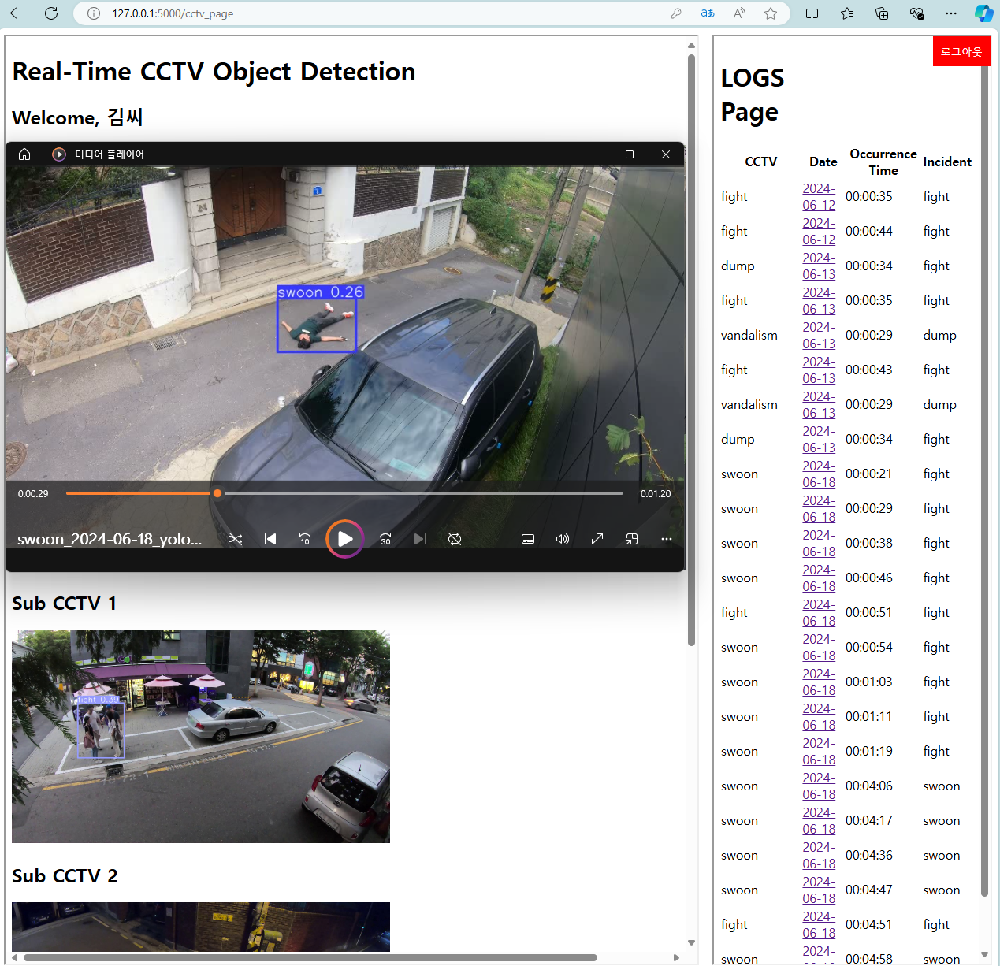 127.0.0.1:5000/cctv_page
aあ
Real-Time CCTV Object Detection
Welcome, 김씨
미디어 플레이어
swoon 0.26
0:00:29
0:01:20
swoon_2024-06-18_yolo...
10
30
Sub CCTV 1
fight 0.39
Sub CCTV 2
로그아웃
LOGS
Page
CCTV Date Occurrence Time Incident
fight 2024-06-12 00:00:35 fight
fight 2024-06-12 00:00:44 fight
dump 2024-06-13 00:00:34 fight
fight 2024-06-13 00:00:35 fight
vandalism 2024-06-13 00:00:29 dump
fight 2024-06-13 00:00:43 fight
vandalism 2024-06-13 00:00:29 dump
dump 2024-06-13 00:00:34 fight
swoon 2024-06-18 00:00:21 fight
swoon 2024-06-18 00:00:29 fight
swoon 2024-06-18 00:00:38 fight
swoon 2024-06-18 00:00:46 fight
fight 2024-06-18 00:00:51 fight
swoon 2024-06-18 00:00:54 fight
swoon 2024-06-18 00:01:03 fight
swoon 2024-06-18 00:01:11 fight
swoon 2024-06-18 00:01:19 fight
swoon 2024-06-18 00:04:06 swoon
swoon 2024-06-18 00:04:17 swoon
swoon 2024-06-18 00:04:36 swoon
swoon 2024-06-18 00:04:47 swoon
fight 2024-06-18 00:04:51 fight
swoon 2024- 00:04:58 swoon